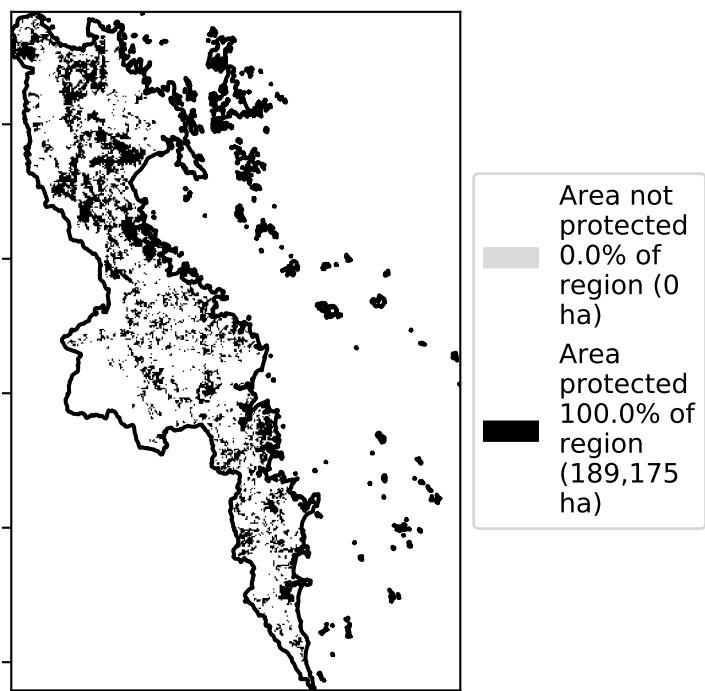 Area not
protected
0.0% of
region (0
ha)
Area
protected
100.0% of
region
(189,175
ha)